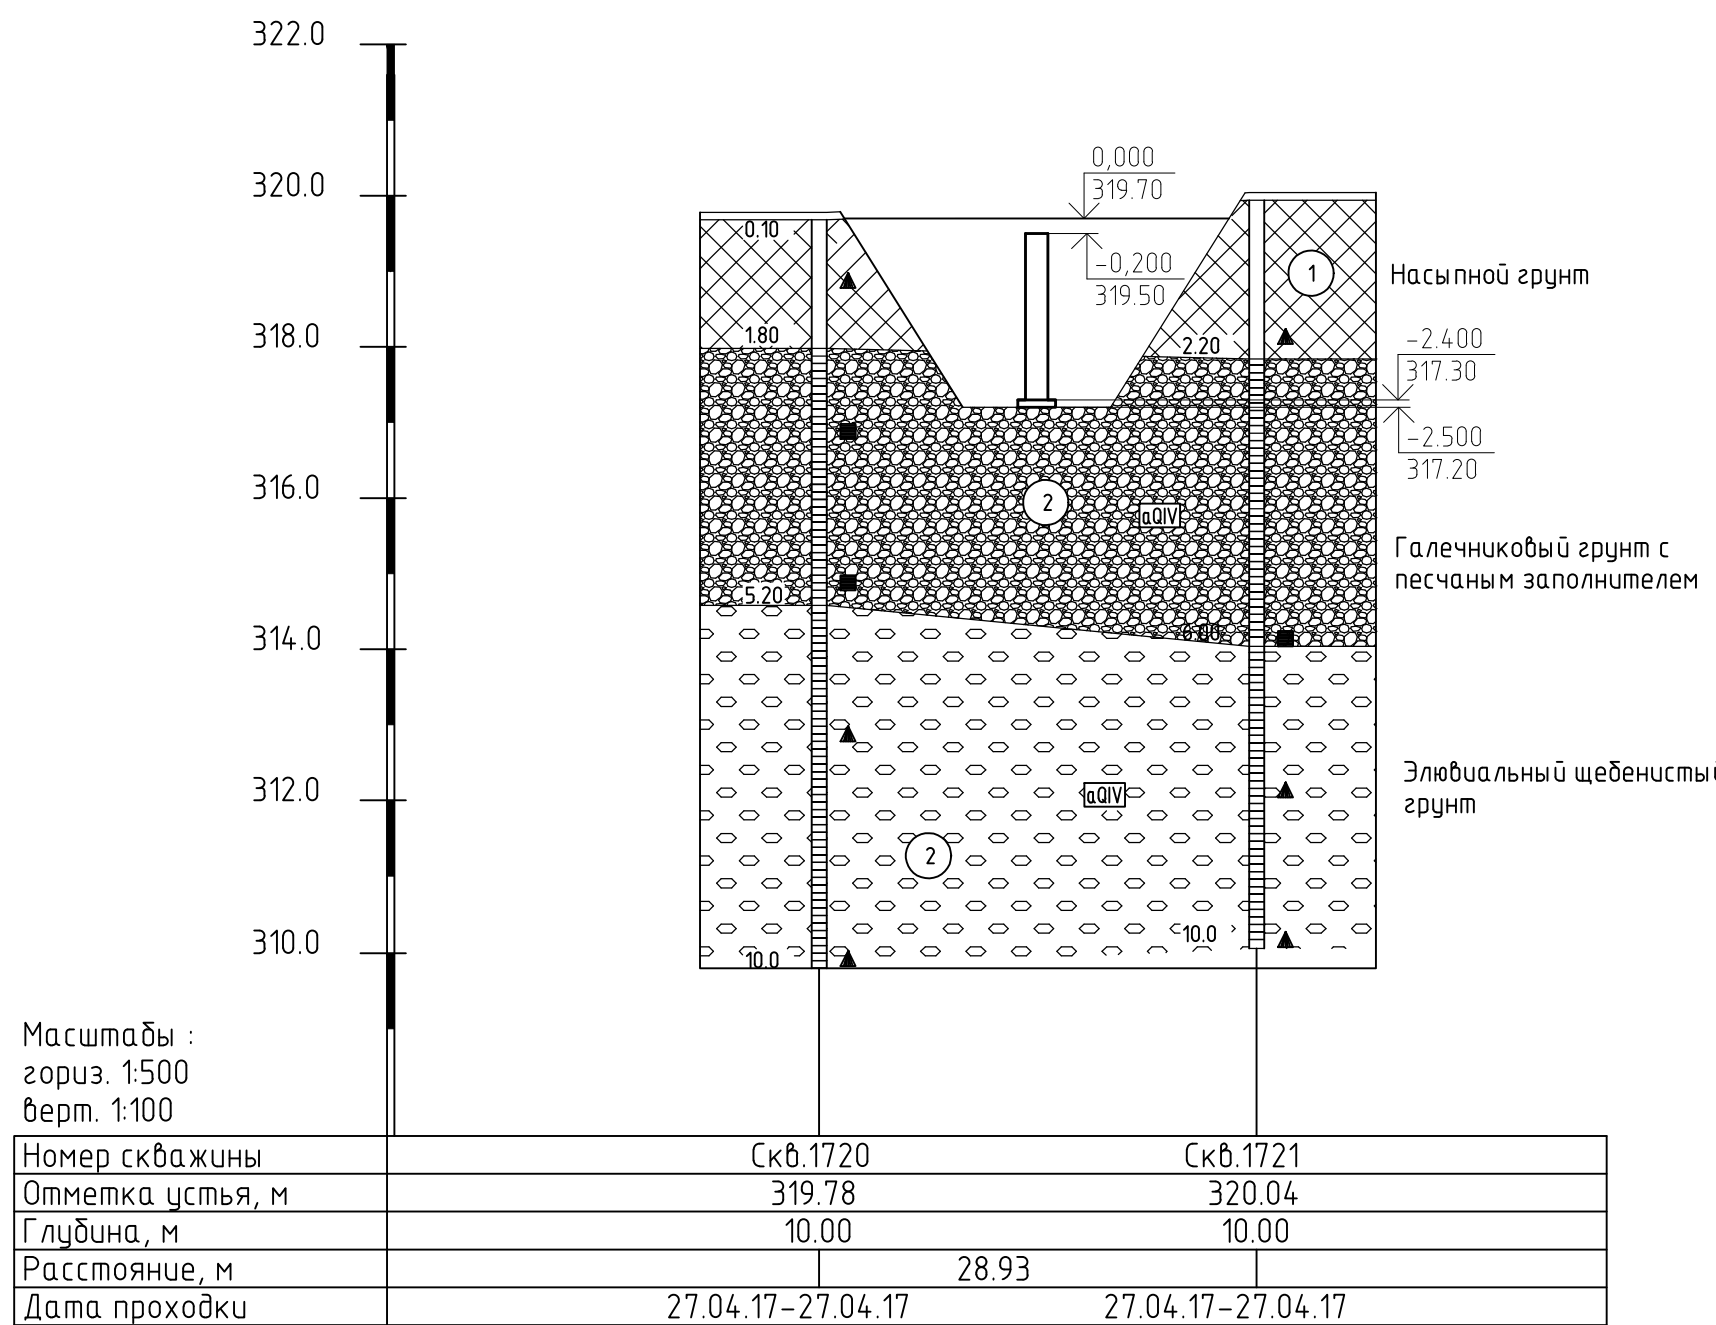 322.0
320.0
318.0
316.0
314.0
312.0
310.0
0,000
319.70
-0,200
319.50
-2.400
317.30
-2.500
317.20
0.10
1.80
5.20
10.0
2.20
6.00
10.0
1
2
aQIV
aQIV
2
Насыпной грунт
Галечниковый грунт с
песчаным заполнителем
Элювиальный щебенистый
грунт
Масштабы :
гориз. 1:500
верт. 1:100
Номер скважины Скв.1720 Скв.1721
Отметка устья, м 319.78 320.04
Глубина, м 10.00 10.00
Расстояние, м 28.93
Дата проходки 27.04.17-27.04.17 27.04.17-27.04.17